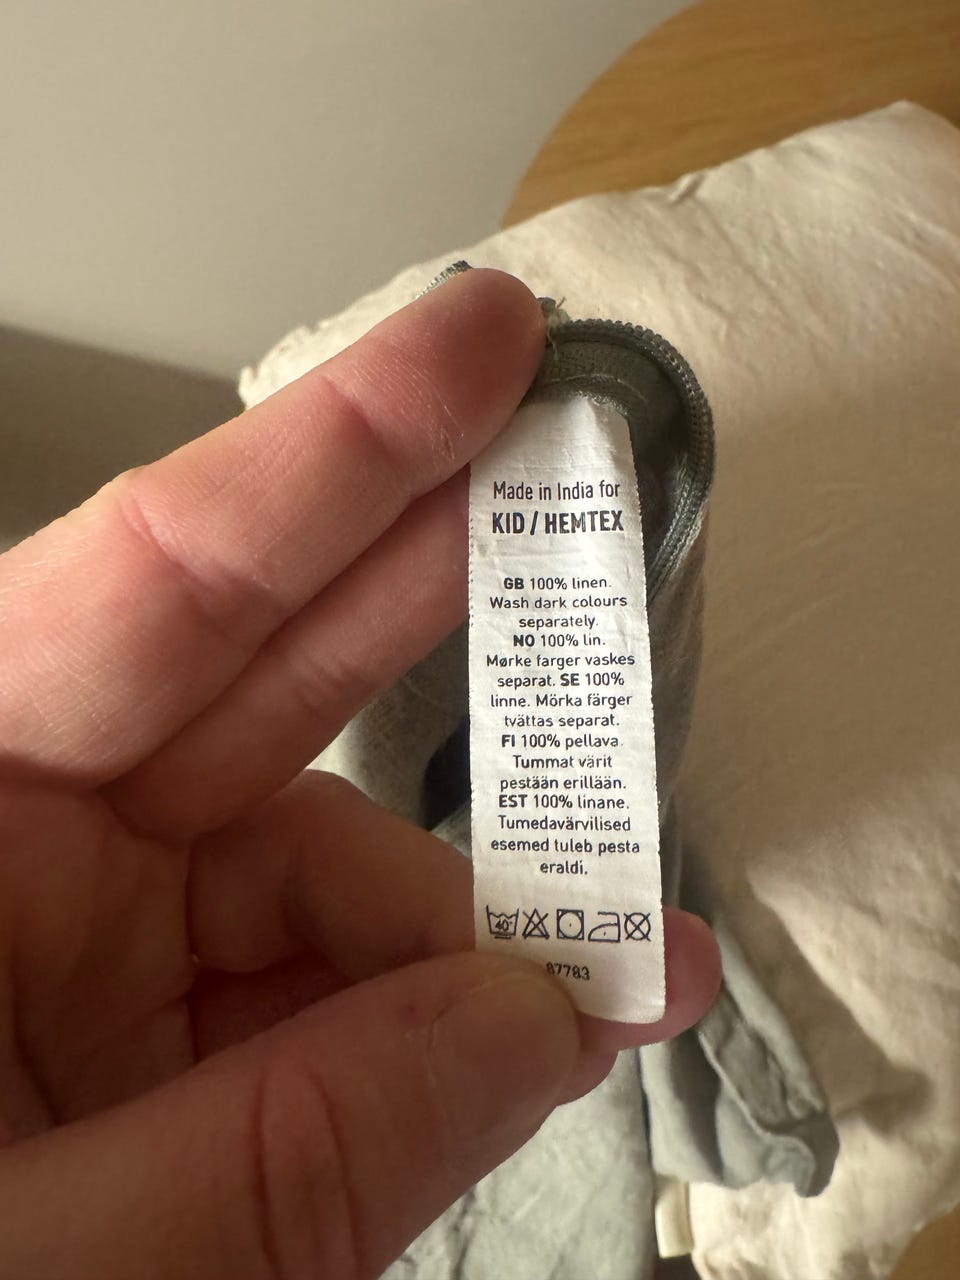 Made in India for
KID / HEMTEX
GB 100% linen.
Wash dark colours
separately.
NO 100% lin.
Mørke farger vaskes
separat. SE 100%
linne. Mörka färger
tvättas separat.
FI 100% pellava.
Tummat värit
pestään erillään.
EST 100% linane.
Tumedavärvilised
esemed tuleb pesta
eraldi.
40°
87783